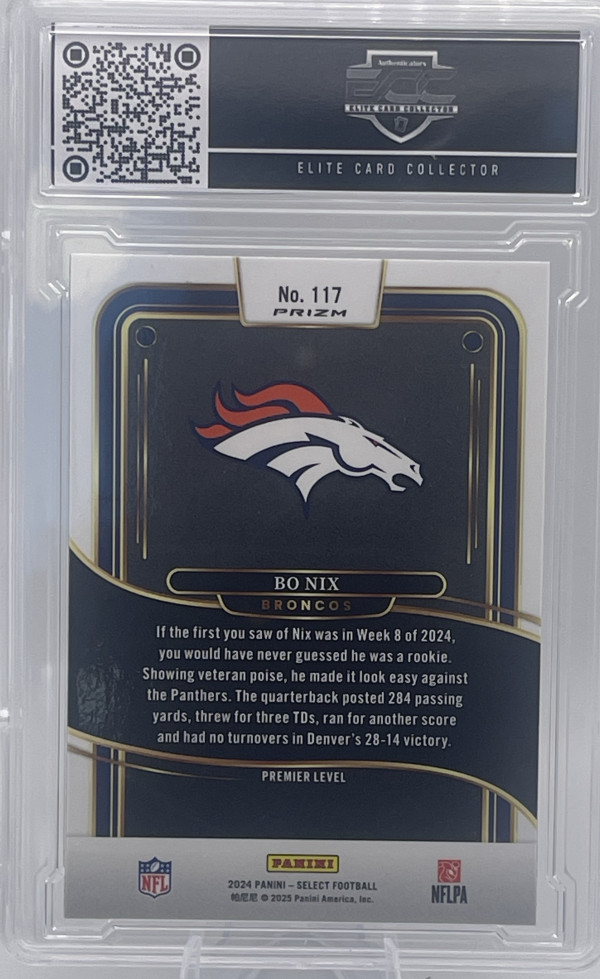 Authenticators
ECC
ELITE CARD COLLECTOR
ELITE CARD COLLECTOR
No. 117
PRIZM
BO NIX
BRONCOS
If the first you saw of Nix was in Week 8 of 2024,
you would have never guessed he was a rookie.
Showing veteran poise, he made it look easy against
the Panthers. The quarterback posted 284 passing
yards, threw for three TDs, ran for another score
and had no turnovers in Denver's 28-14 victory.
PREMIER LEVEL
NFL
PANINI
2024 PANINI – SELECT FOOTBALL
帕尼尼 © 2025 Panini America, Inc.
NFLPA